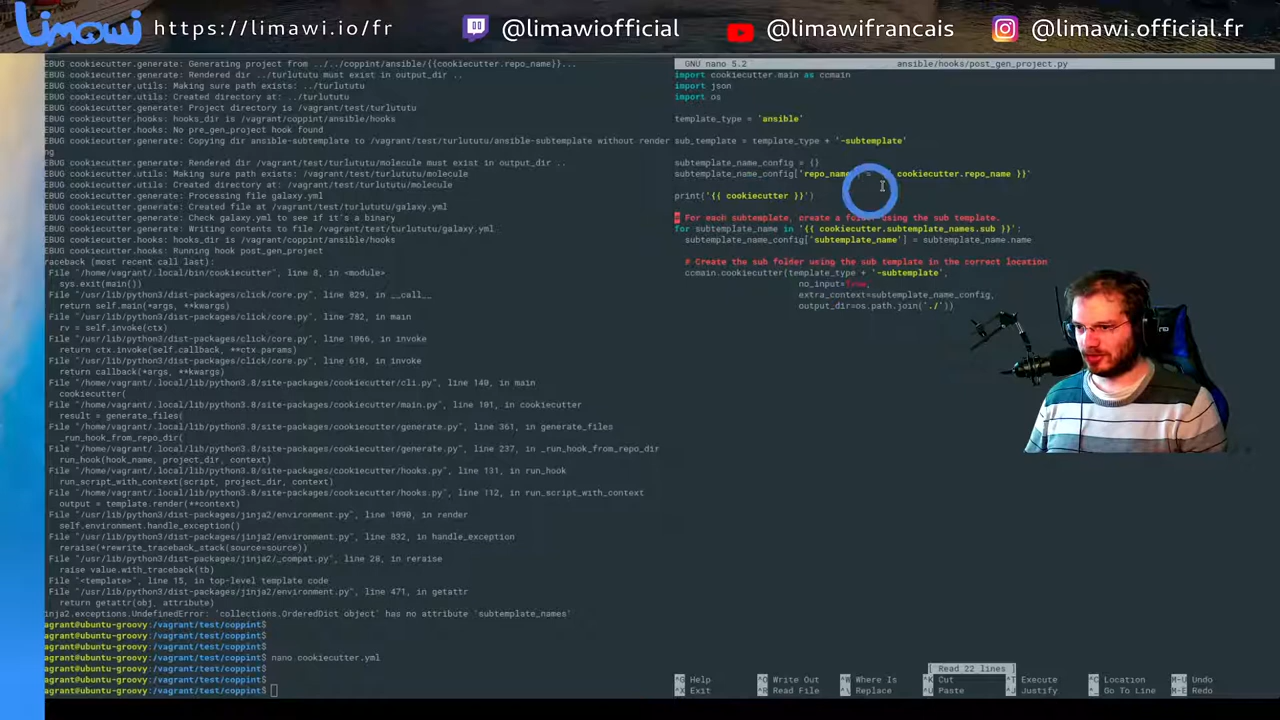 Limawi https://limawi.io/fr @limawiofficial @limawifrancais @limawi.official.fr
EBUG cookiecutter.generate: Generating project from ../../coppint/ansible/{{cookiecutter.repo_name}}...
EBUG cookiecutter.generate: Rendered dir ../turlututu must exist in output_dir ..
EBUG cookiecutter.utils: Making sure path exists: ../turlututu
EBUG cookiecutter.utils: Created directory at: ../turlututu
EBUG cookiecutter.generate: Project directory is /vagrant/test/turlututu
EBUG cookiecutter.hooks: hooks_dir is /vagrant/coppint/ansible/hooks
EBUG cookiecutter.hooks: No pre_gen_project hook found
EBUG cookiecutter.generate: Copying dir ansible-subtemplate to /vagrant/test/turlututu/ansible-subtemplate without render
ng
EBUG cookiecutter.generate: Rendered dir /vagrant/test/turlututu/molecule must exist in output_dir ..
EBUG cookiecutter.utils: Making sure path exists: /vagrant/test/turlututu/molecule
EBUG cookiecutter.utils: Created directory at: /vagrant/test/turlututu/molecule
EBUG cookiecutter.generate: Processing file galaxy.yml
EBUG cookiecutter.generate: Created file at /vagrant/test/turlututu/galaxy.yml
EBUG cookiecutter.generate: Check galaxy.yml to see if it's a binary
EBUG cookiecutter.generate: Writing contents to file /vagrant/test/turlututu/galaxy.yml
EBUG cookiecutter.hooks: hooks_dir is /vagrant/coppint/ansible/hooks
EBUG cookiecutter.hooks: Running hook post_gen_project
raceback (most recent call last):
File "/home/vagrant/.local/bin/cookiecutter", line 8, in <module>
sys.exit(main())
File "/usr/lib/python3/dist-packages/click/core.py", line 829, in __call__
return self.main(*args, **kwargs)
File "/usr/lib/python3/dist-packages/click/core.py", line 782, in main
rv = self.invoke(ctx)
File "/usr/lib/python3/dist-packages/click/core.py", line 1066, in invoke
return ctx.invoke(self.callback, **ctx params)
File "/usr/lib/python3/dist-packages/click/core.py", line 610, in invoke
return callback(*args, **kwargs)
File "/home/vagrant/.local/lib/python3.8/site-packages/cookiecutter/cli.py", line 140, in main
cookiecutter(
File "/home/vagrant/.local/lib/python3.8/site-packages/cookiecutter/main.py", line 101, in cookiecutter
result = generate_files(
File "/home/vagrant/.local/lib/python3.8/site-packages/cookiecutter/generate.py", line 361, in generate_files
_run_hook_from_repo_dir(
File "/home/vagrant/.local/lib/python3.8/site-packages/cookiecutter/generate.py", line 237, in _run_hook_from_repo_dir
run_hook(hook_name, project_dir, context)
File "/home/vagrant/.local/lib/python3.8/site-packages/cookiecutter/hooks.py", line 131, in run_hook
run_script_with_context(script, project_dir, context)
File "/home/vagrant/.local/lib/python3.8/site-packages/cookiecutter/hooks.py", line 112, in run_script_with_context
output = template.render(**context)
File "/usr/lib/python3/dist-packages/jinja2/environment.py", line 1090, in render
self.environment.handle_exception()
File "/usr/lib/python3/dist-packages/jinja2/environment.py", line 832, in handle_exception
reraise(*rewrite_traceback_stack(source=source))
File "/usr/lib/python3/dist-packages/jinja2/_compat.py", line 28, in reraise
raise value.with_traceback(tb)
File "<template>", line 15, in top-level template code
File "/usr/lib/python3/dist-packages/jinja2/environment.py", line 471, in getattr
return getattr(obj, attribute)
inja2.exceptions.UndefinedError: 'collections.OrderedDict object' has no attribute 'subtemplate_names'
agrant@ubuntu-groovy:/vagrant/test/coppint$
agrant@ubuntu-groovy:/vagrant/test/coppint$
agrant@ubuntu-groovy:/vagrant/test/coppint$
agrant@ubuntu-groovy:/vagrant/test/coppint$ nano cookiecutter.yml
agrant@ubuntu-groovy:/vagrant/test/coppint$
agrant@ubuntu-groovy:/vagrant/test/coppint$
agrant@ubuntu-groovy:/vagrant/test/coppint$
GNU nano 5.2 ansible/hooks/post_gen_project.py
import cookiecutter.main as ccmain
import json
import os
template_type = 'ansible'
sub_template = template_type + '-subtemplate'
subtemplate_name_config = {}
subtemplate_name_config['repo_name = cookiecutter.repo_name }}'
print('{{ cookiecutter }}')
# For each subtemplate, create a folder using the sub template.
for subtemplate_name in '{{ cookiecutter.subtemplate_names.sub }}':
subtemplate_name_config['subtemplate_name'] = subtemplate_name.name
# Create the sub folder using the sub template in the correct location
ccmain.cookiecutter(template_type + '-subtemplate',
no_input=True,
extra_context=subtemplate_name_config,
output_dir=os.path.join('./'))
[ Read 22 lines ]
^G Help ^O Write Out ^W Where Is ^K Cut ^T Execute ^C Location M-U Undo
^X Exit ^R Read File ^\ Replace ^U Paste ^J Justify ^_ Go To Line M-E Redo